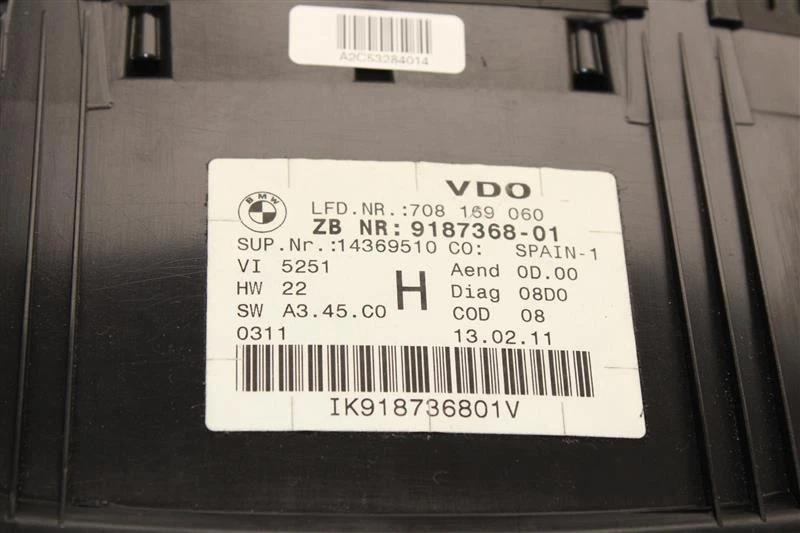 A2C53284014
VDO
BMW
LFD.NR.:708 169 060
ZB NR: 9187368-01
SUP.Nr.:14369510 CO: SPAIN-1
VI 5251 Aend 0D.00
HW 22 H Diag 08D0
SW A3.45.C0 COD 08
0311 13.02.11
IK918736801V